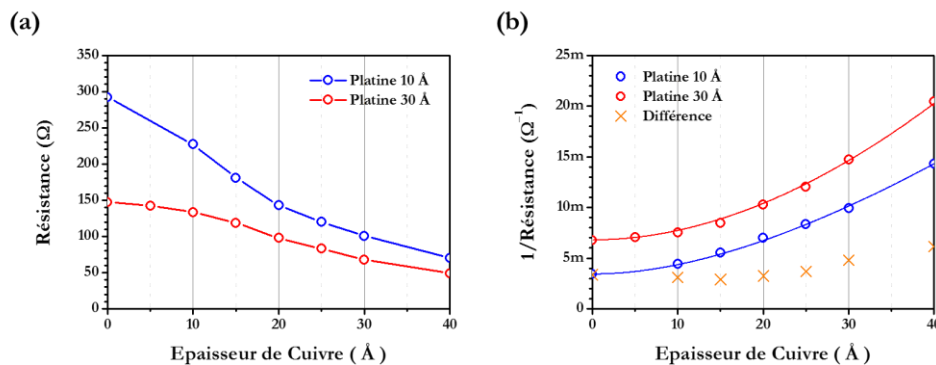 (a)
350
300
250
200
150
100
50
0
Résistance (Ω)
Platine 10 Å
Platine 30 Å
0 10 20 30 40
Epaisseur de Cuivre ( Å )
(b)
25m
20m
15m
10m
5m
0
1/Résistance (Ω⁻¹)
Platine 10 Å
Platine 30 Å
Différence
0 10 20 30 40
Epaisseur de Cuivre ( Å )